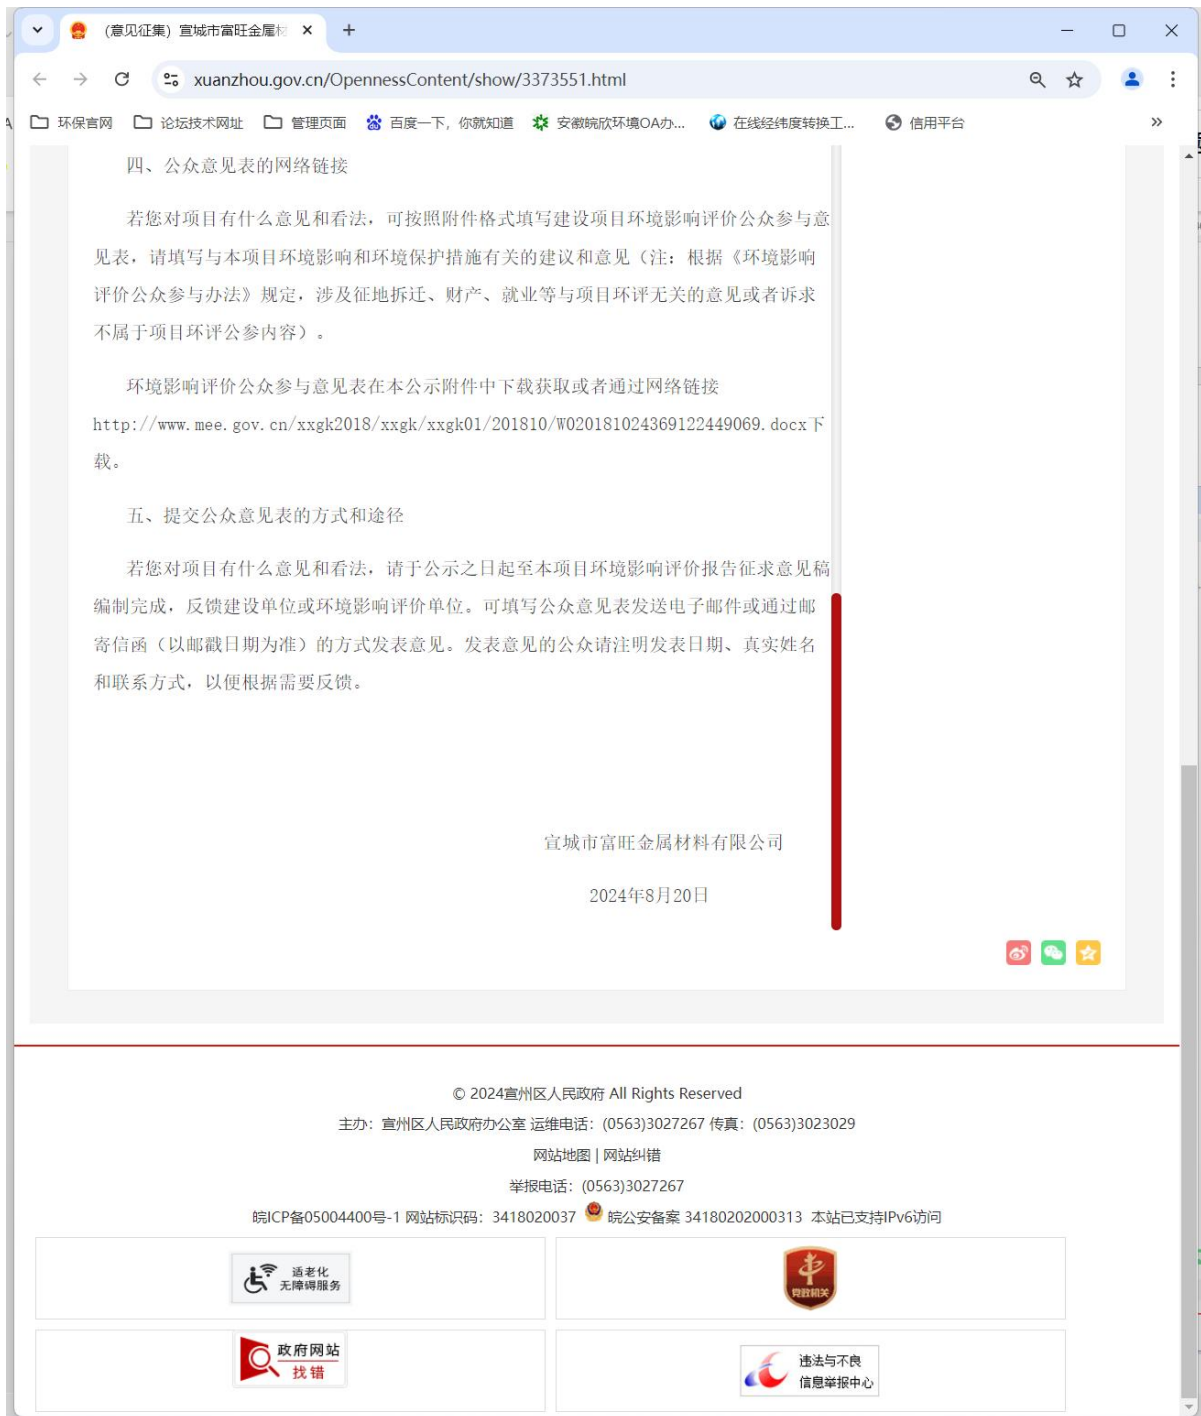 （意见征集）宣城市富旺金属材
xuanzhou.gov.cn/OpennessContent/show/3373551.html
环保官网 论坛技术网址 管理页面 百度一下，你就知道 安徽皖欣环境OA办... 在线经纬度转换工... 信用平台 »
四、公众意见表的网络链接
若您对项目有什么意见和看法，可按照附件格式填写建设项目环境影响评价公众参与意
见表，请填写与本项目环境影响和环境保护措施有关的建议和意见（注：根据《环境影响
评价公众参与办法》规定，涉及征地拆迁、财产、就业等与项目环评无关的意见或者诉求
不属于项目环评公参内容）。
环境影响评价公众参与意见表在本公示附件中下载获取或者通过网络链接
http://www.mee.gov.cn/xxgk2018/xxgk/xxgk01/201810/W020181024369122449069.docx下
载。
五、提交公众意见表的方式和途径
若您对项目有什么意见和看法，请于公示之日起至本项目环境影响评价报告征求意见稿
编制完成，反馈建设单位或环境影响评价单位。可填写公众意见表发送电子邮件或通过邮
寄信函（以邮戳日期为准）的方式发表意见。发表意见的公众请注明发表日期、真实姓名
和联系方式，以便根据需要反馈。
宣城市富旺金属材料有限公司
2024年8月20日
© 2024宣州区人民政府 All Rights Reserved
主办：宣州区人民政府办公室 运维电话：(0563)3027267 传真：(0563)3023029
网站地图 | 网站纠错
举报电话：(0563)3027267
皖ICP备05004400号-1 网站标识码：3418020037 皖公安备案 34180202000313 本站已支持IPv6访问
适老化
无障碍服务
党政机关
政府网站
找错
违法与不良
信息举报中心